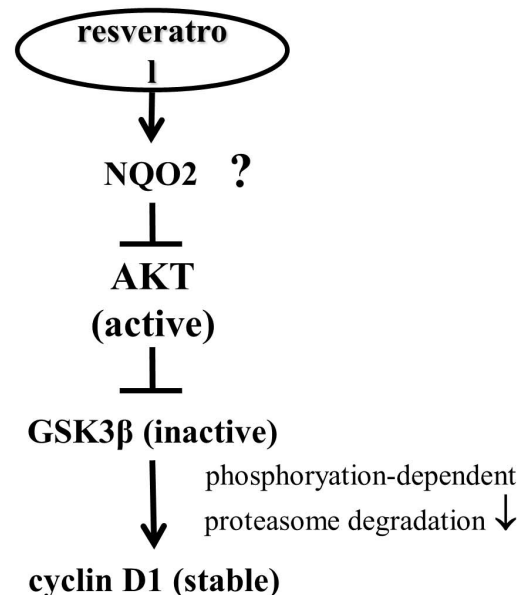 resveratro
l
NQO2 ?
AKT
(active)
GSK3β (inactive)
phosphoryation-dependent
proteasome degradation ↓
cyclin D1 (stable)